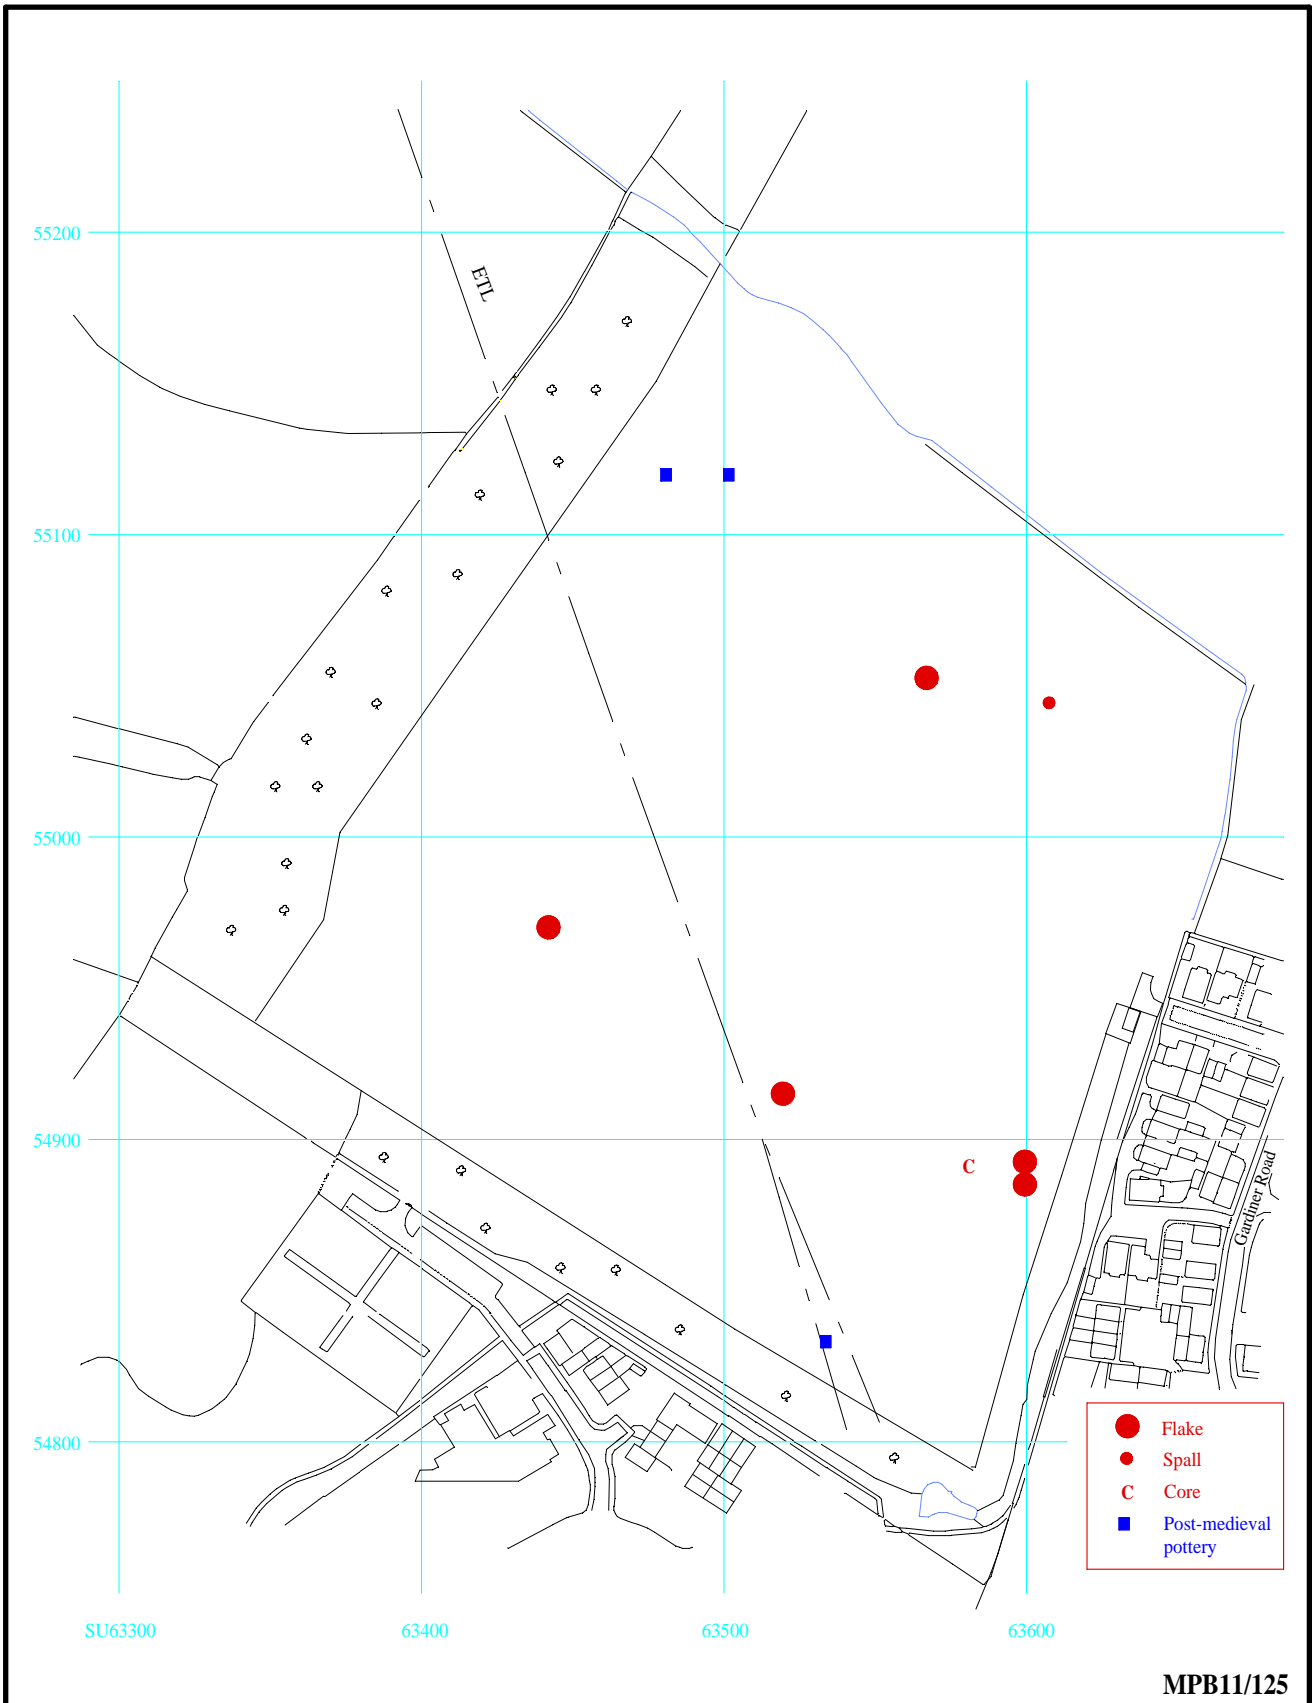 55200
ETL
55100
55000
54900
C
Gardiner Road
54800
Flake
Spall
C Core
Post-medieval
pottery
SU63300
63400
63500
63600
MPB11/125